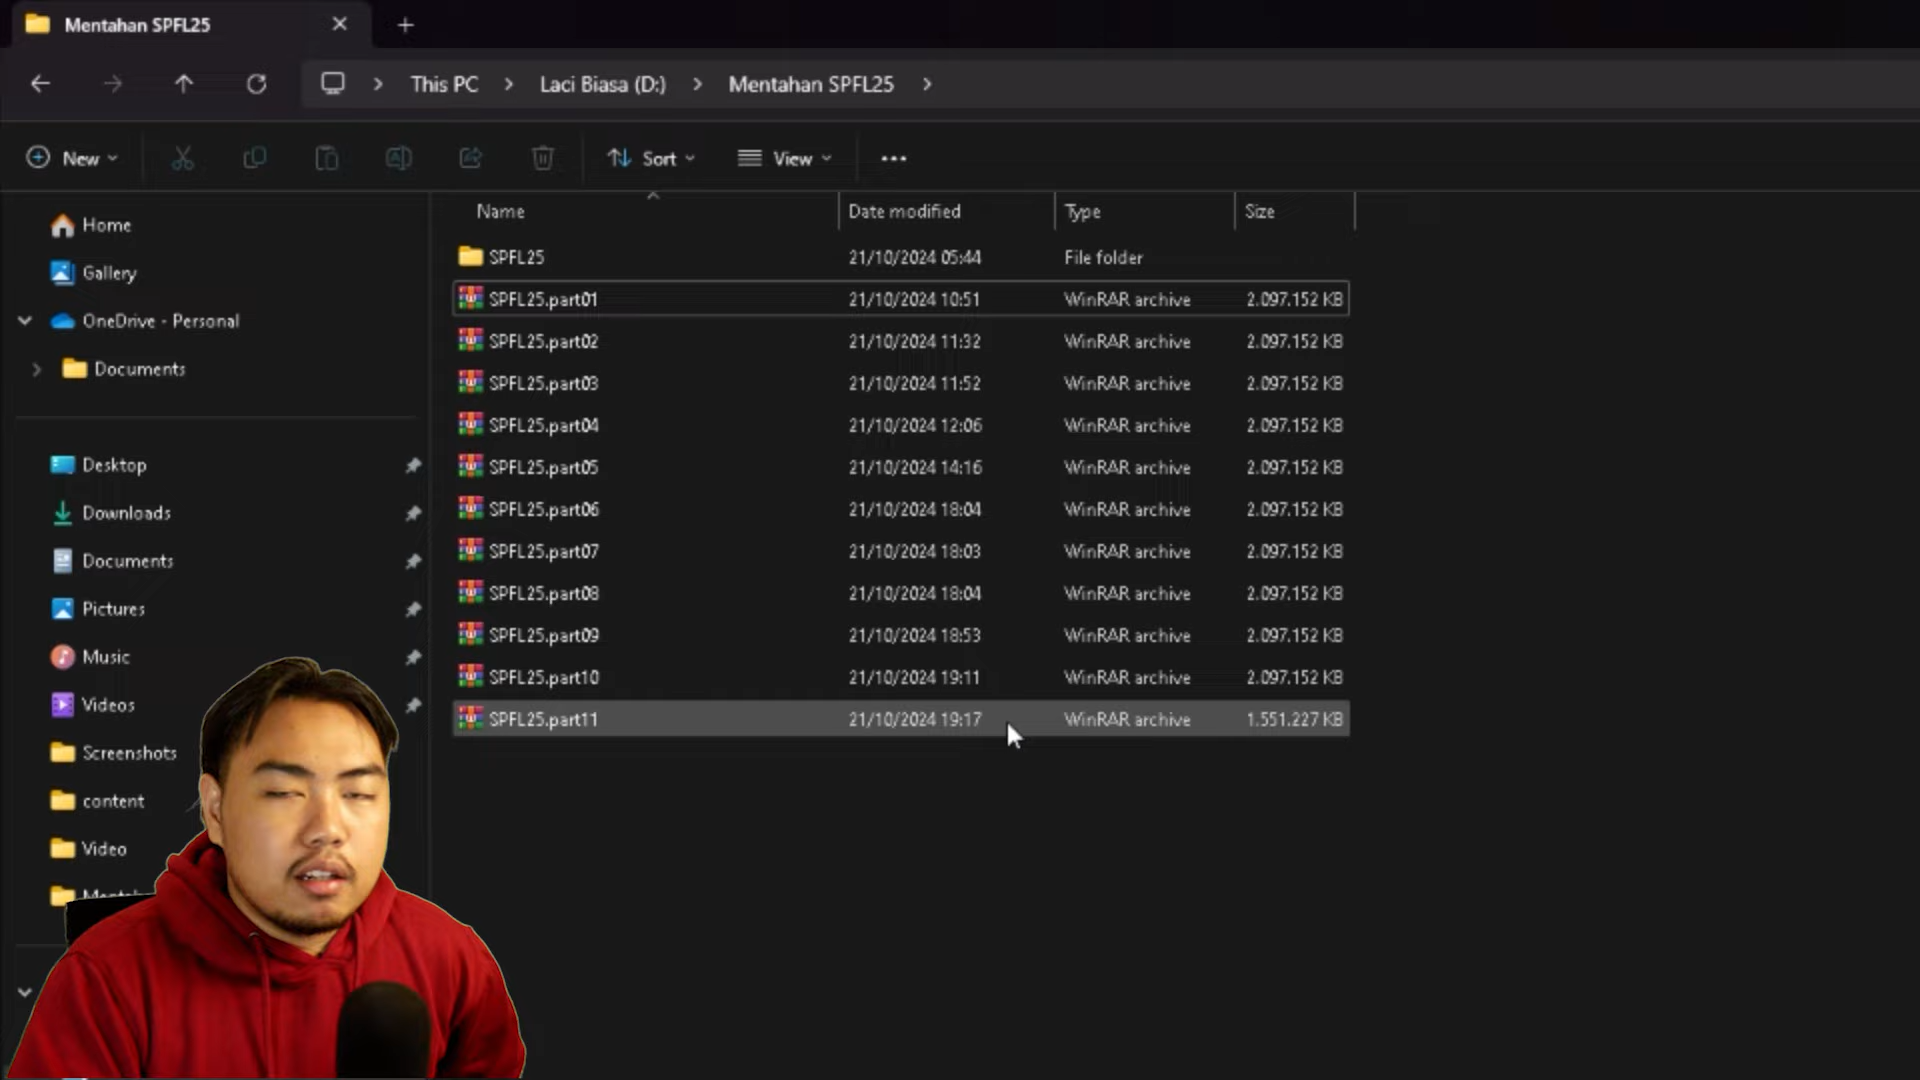 Mentahan SPFL25
This PC > Laci Biasa (D:) > Mentahan SPFL25 >
New Sort View
Name Date modified Type Size
SPFL25 21/10/2024 05:44 File folder
SPFL25.part01 21/10/2024 10:51 WinRAR archive 2.097.152 KB
SPFL25.part02 21/10/2024 11:32 WinRAR archive 2.097.152 KB
SPFL25.part03 21/10/2024 11:52 WinRAR archive 2.097.152 KB
SPFL25.part04 21/10/2024 12:06 WinRAR archive 2.097.152 KB
SPFL25.part05 21/10/2024 14:16 WinRAR archive 2.097.152 KB
SPFL25.part06 21/10/2024 18:04 WinRAR archive 2.097.152 KB
SPFL25.part07 21/10/2024 18:03 WinRAR archive 2.097.152 KB
SPFL25.part08 21/10/2024 18:04 WinRAR archive 2.097.152 KB
SPFL25.part09 21/10/2024 18:53 WinRAR archive 2.097.152 KB
SPFL25.part10 21/10/2024 19:11 WinRAR archive 2.097.152 KB
SPFL25.part11 21/10/2024 19:17 WinRAR archive 1.551.227 KB
Home
Gallery
OneDrive - Personal
Documents
Desktop
Downloads
Documents
Pictures
Music
Videos
Screenshots
content
Video